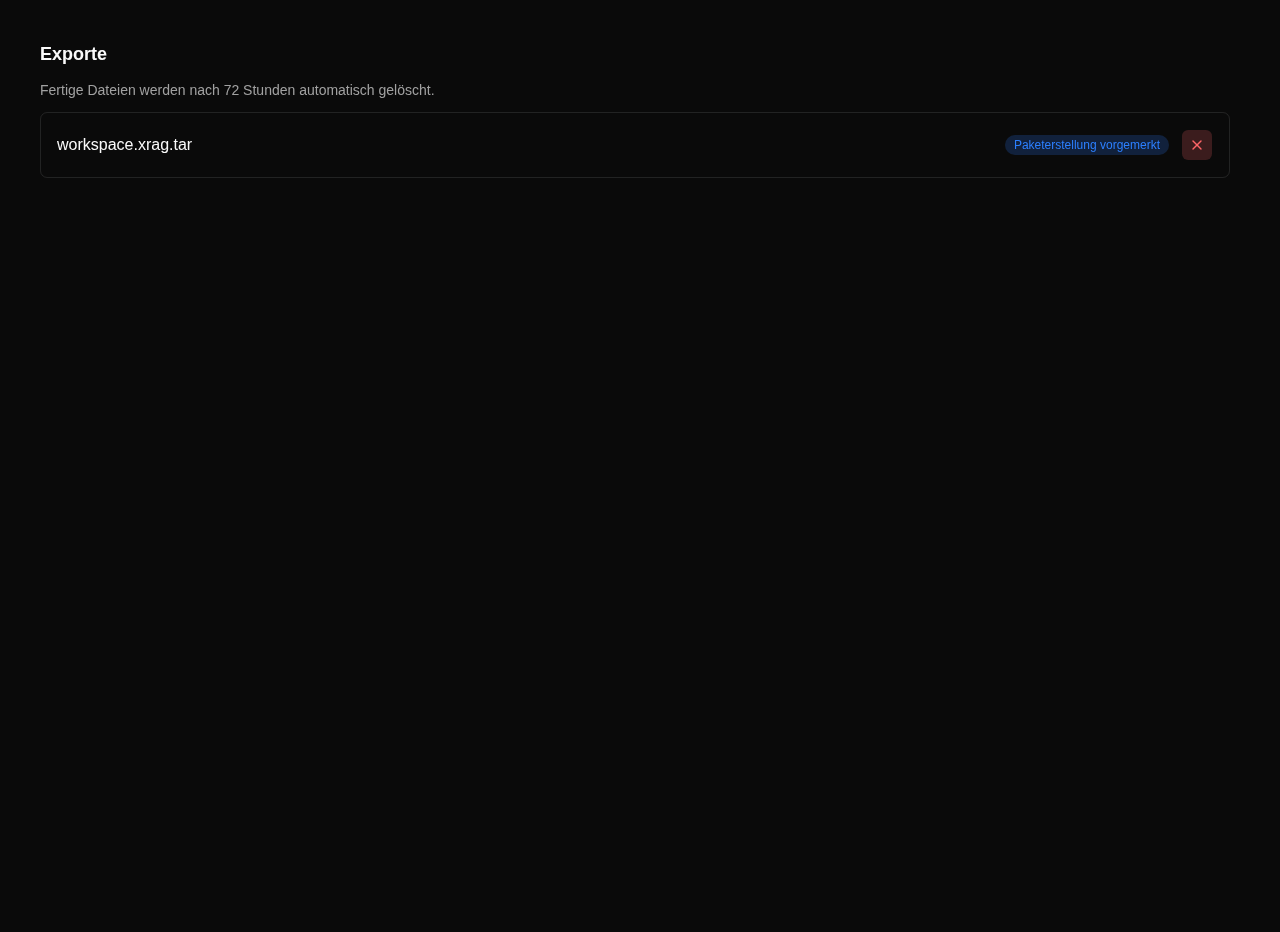 Exporte
Fertige Dateien werden nach 72 Stunden automatisch gelöscht.
workspace.xrag.tar
Paketerstellung vorgemerkt